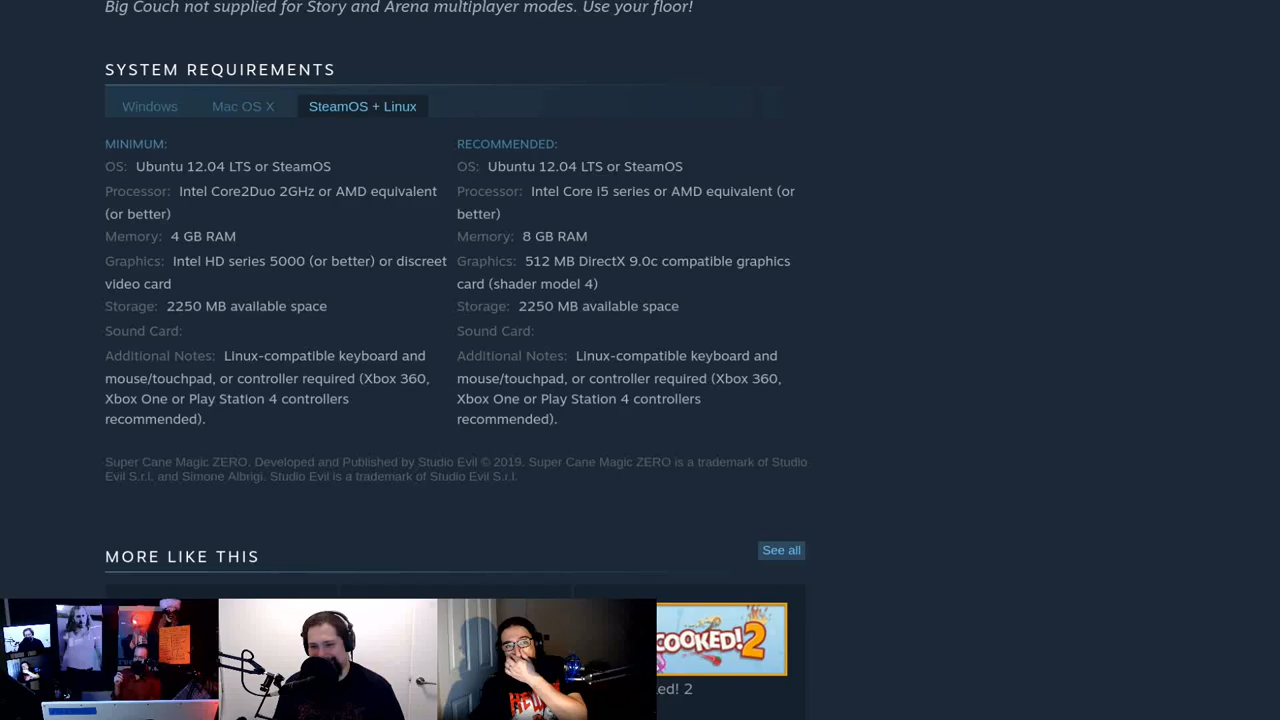 Big Couch not supplied for Story and Arena multiplayer modes. Use your floor!
SYSTEM REQUIREMENTS
Windows Mac OS X SteamOS + Linux
MINIMUM:
OS: Ubuntu 12.04 LTS or SteamOS
Processor: Intel Core2Duo 2GHz or AMD equivalent
(or better)
Memory: 4 GB RAM
Graphics: Intel HD series 5000 (or better) or discreet
video card
Storage: 2250 MB available space
Sound Card:
Additional Notes: Linux-compatible keyboard and
mouse/touchpad, or controller required (Xbox 360,
Xbox One or Play Station 4 controllers
recommended).
RECOMMENDED:
OS: Ubuntu 12.04 LTS or SteamOS
Processor: Intel Core i5 series or AMD equivalent (or
better)
Memory: 8 GB RAM
Graphics: 512 MB DirectX 9.0c compatible graphics
card (shader model 4)
Storage: 2250 MB available space
Sound Card:
Additional Notes: Linux-compatible keyboard and
mouse/touchpad, or controller required (Xbox 360,
Xbox One or Play Station 4 controllers
recommended).
Super Cane Magic ZERO. Developed and Published by Studio Evil © 2019. Super Cane Magic ZERO is a trademark of Studio
Evil S.r.l. and Simone Albrigi. Studio Evil is a trademark of Studio Evil S.r.l.
MORE LIKE THIS
See all
COOKED! 2
ed! 2